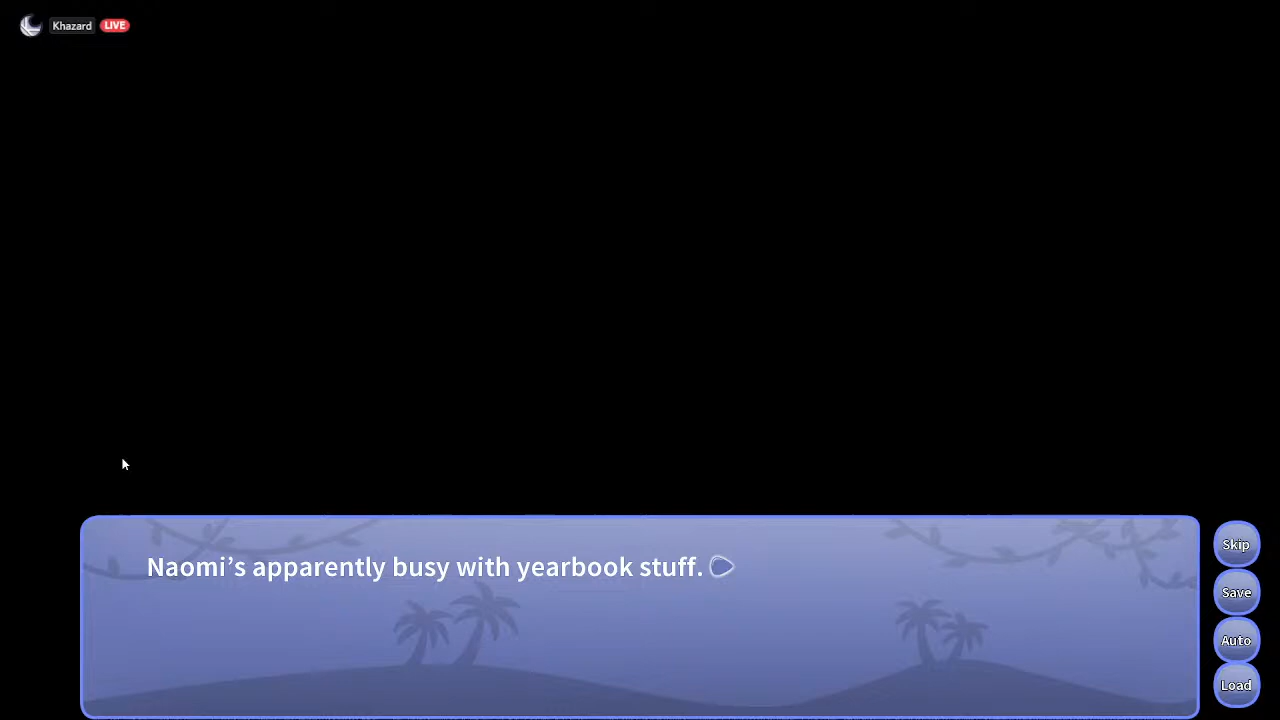 Khazard LIVE
Naomi’s apparently busy with yearbook stuff.
Skip
Save
Auto
Load